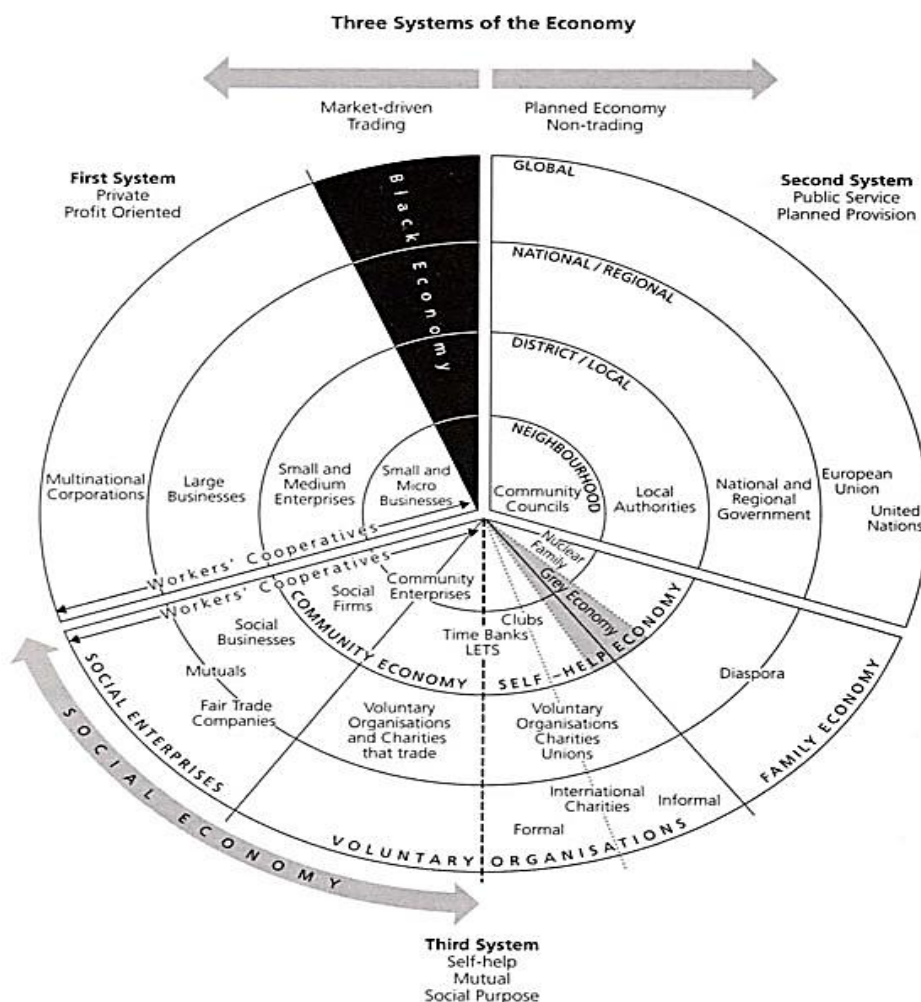 Three Systems of the Economy
Market-driven
Trading
Planned Economy
Non-trading
First System
Private
Profit Oriented
Second System
Public Service
Planned Provision
Black Economy
GLOBAL
NATIONAL / REGIONAL
DISTRICT / LOCAL
NEIGHBOURHOOD
Multinational
Corporations
Large
Businesses
Small and
Medium
Enterprises
Small and
Micro
Businesses
Community
Councils
Local
Authorities
National and
Regional
Government
European
Union
United
Nations
Workers' Cooperatives
Workers' Cooperatives
Nuclear
Family
Grey Economy
Social
Firms
Community
Enterprises
Clubs
Time Banks
LETS
Social
Businesses
Mutuals
Fair Trade
Companies
COMMUNITY ECONOMY
SELF-HELP ECONOMY
Diaspora
Voluntary
Organisations
and Charities
that trade
Voluntary
Organisations
Charities
Unions
International
Charities
Informal
Formal
SOCIAL ENTERPRISES
VOLUNTARY ORGANISATIONS
FAMILY ECONOMY
SOCIAL ECONOMY
Third System
Self-help
Mutual
Social Purpose